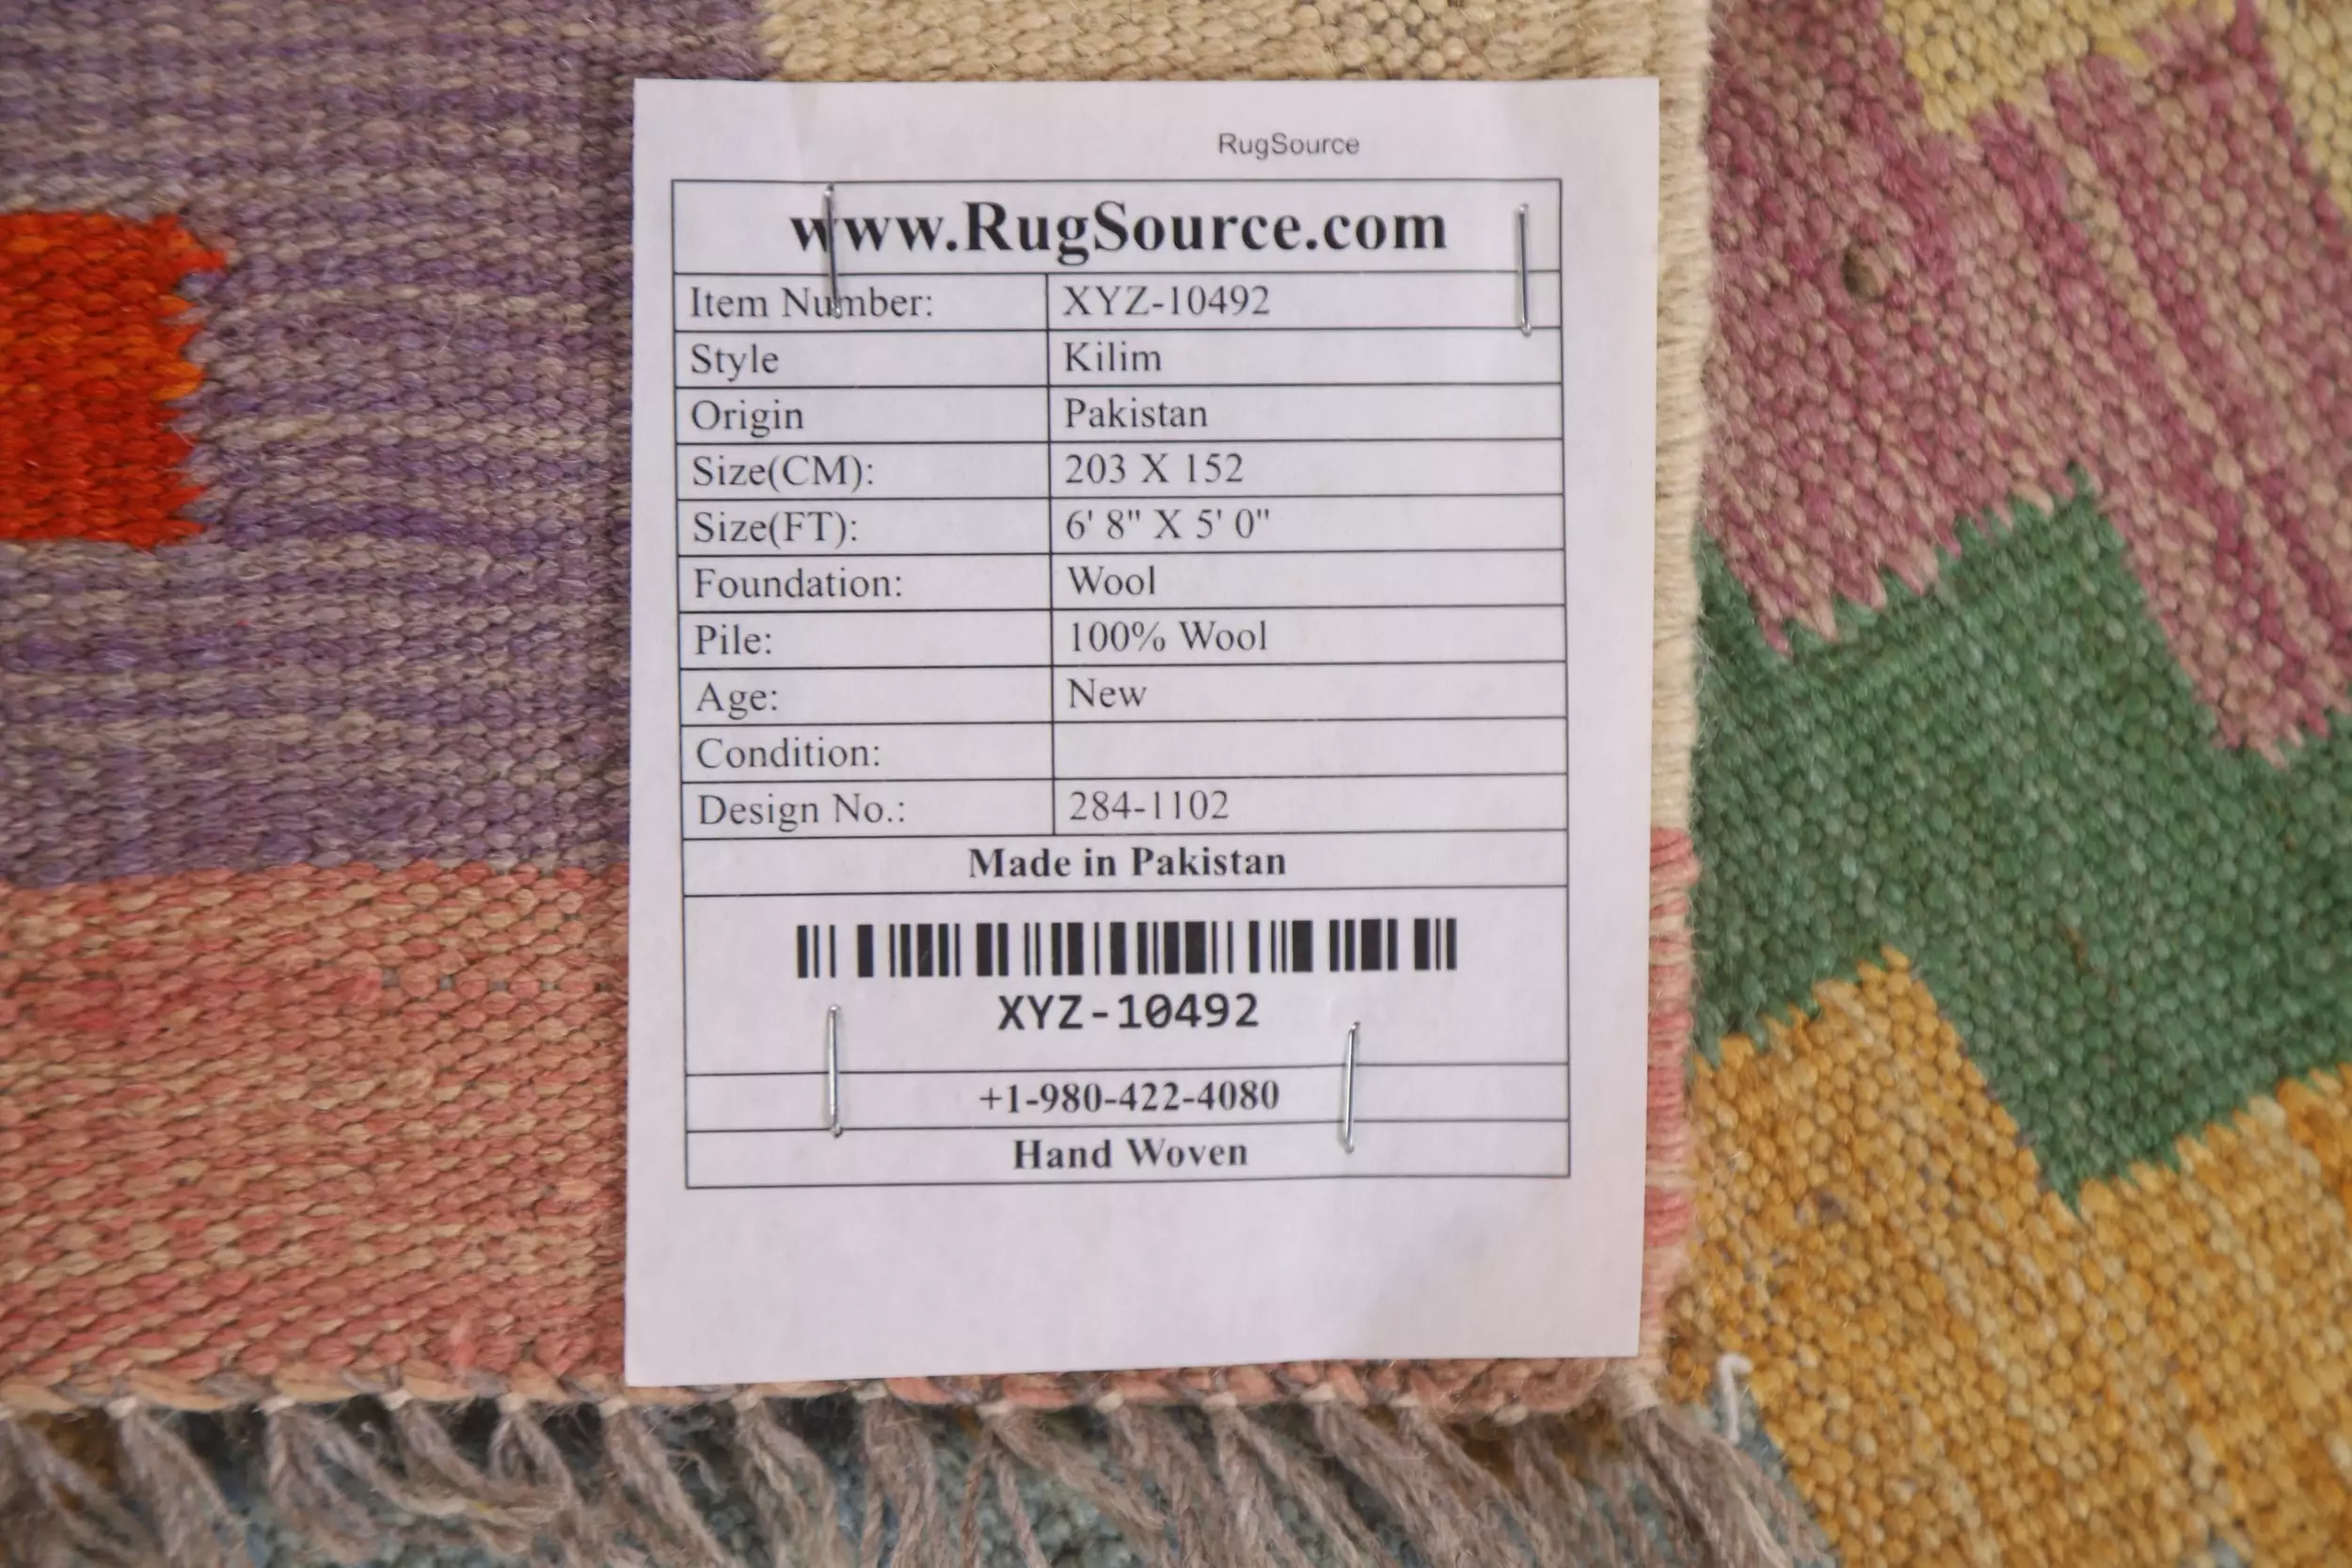 RugSource
www.RugSource.com
Item Number: XYZ-10492
Style Kilim
Origin Pakistan
Size(CM): 203 X 152
Size(FT): 6' 8" X 5' 0"
Foundation: Wool
Pile: 100% Wool
Age: New
Condition:
Design No.: 284-1102
Made in Pakistan
XYZ-10492
+1-980-422-4080
Hand Woven